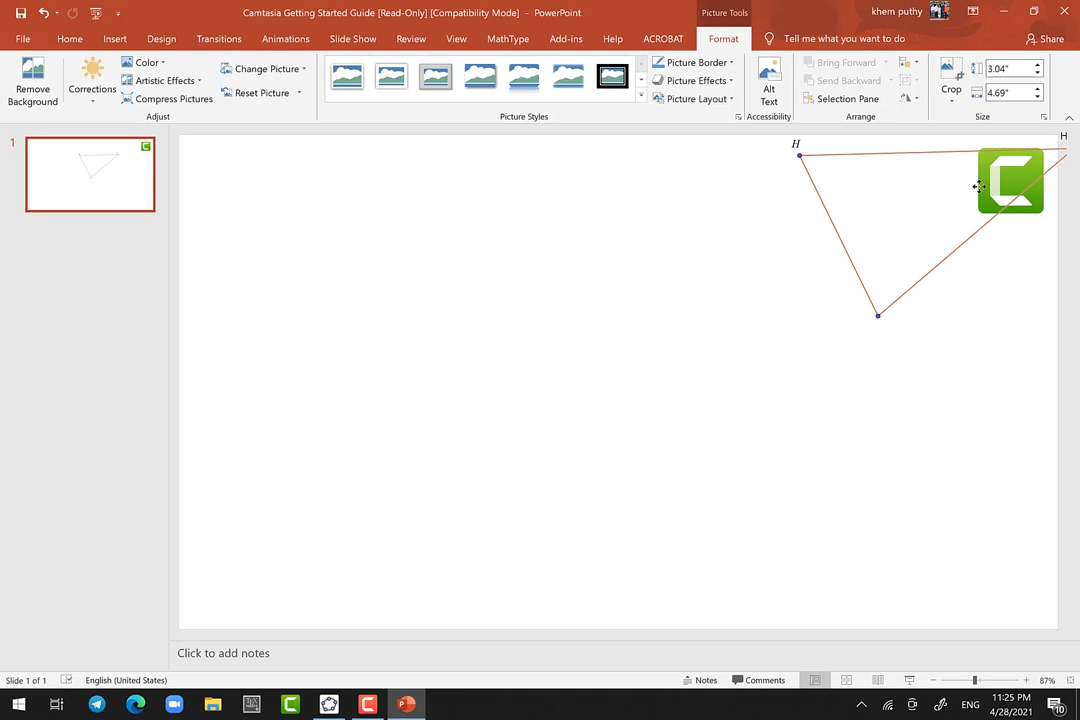 Camtasia Getting Started Guide [Read-Only] [Compatibility Mode] - PowerPoint
Picture Tools
khem puthy
File Home Insert Design Transitions Animations Slide Show Review View MathType Add-ins Help ACROBAT Format Tell me what you want to do Share
Remove Background
Corrections
Color
Artistic Effects
Compress Pictures
Change Picture
Reset Picture
Adjust
Picture Styles
Picture Border
Picture Effects
Picture Layout
Alt Text
Accessibility
Bring Forward
Send Backward
Selection Pane
Arrange
Crop
3.04"
4.69"
Size
1
H
H
Click to add notes
Slide 1 of 1 English (United States) Notes Comments 87%
ENG
11:25 PM
4/28/2021
10